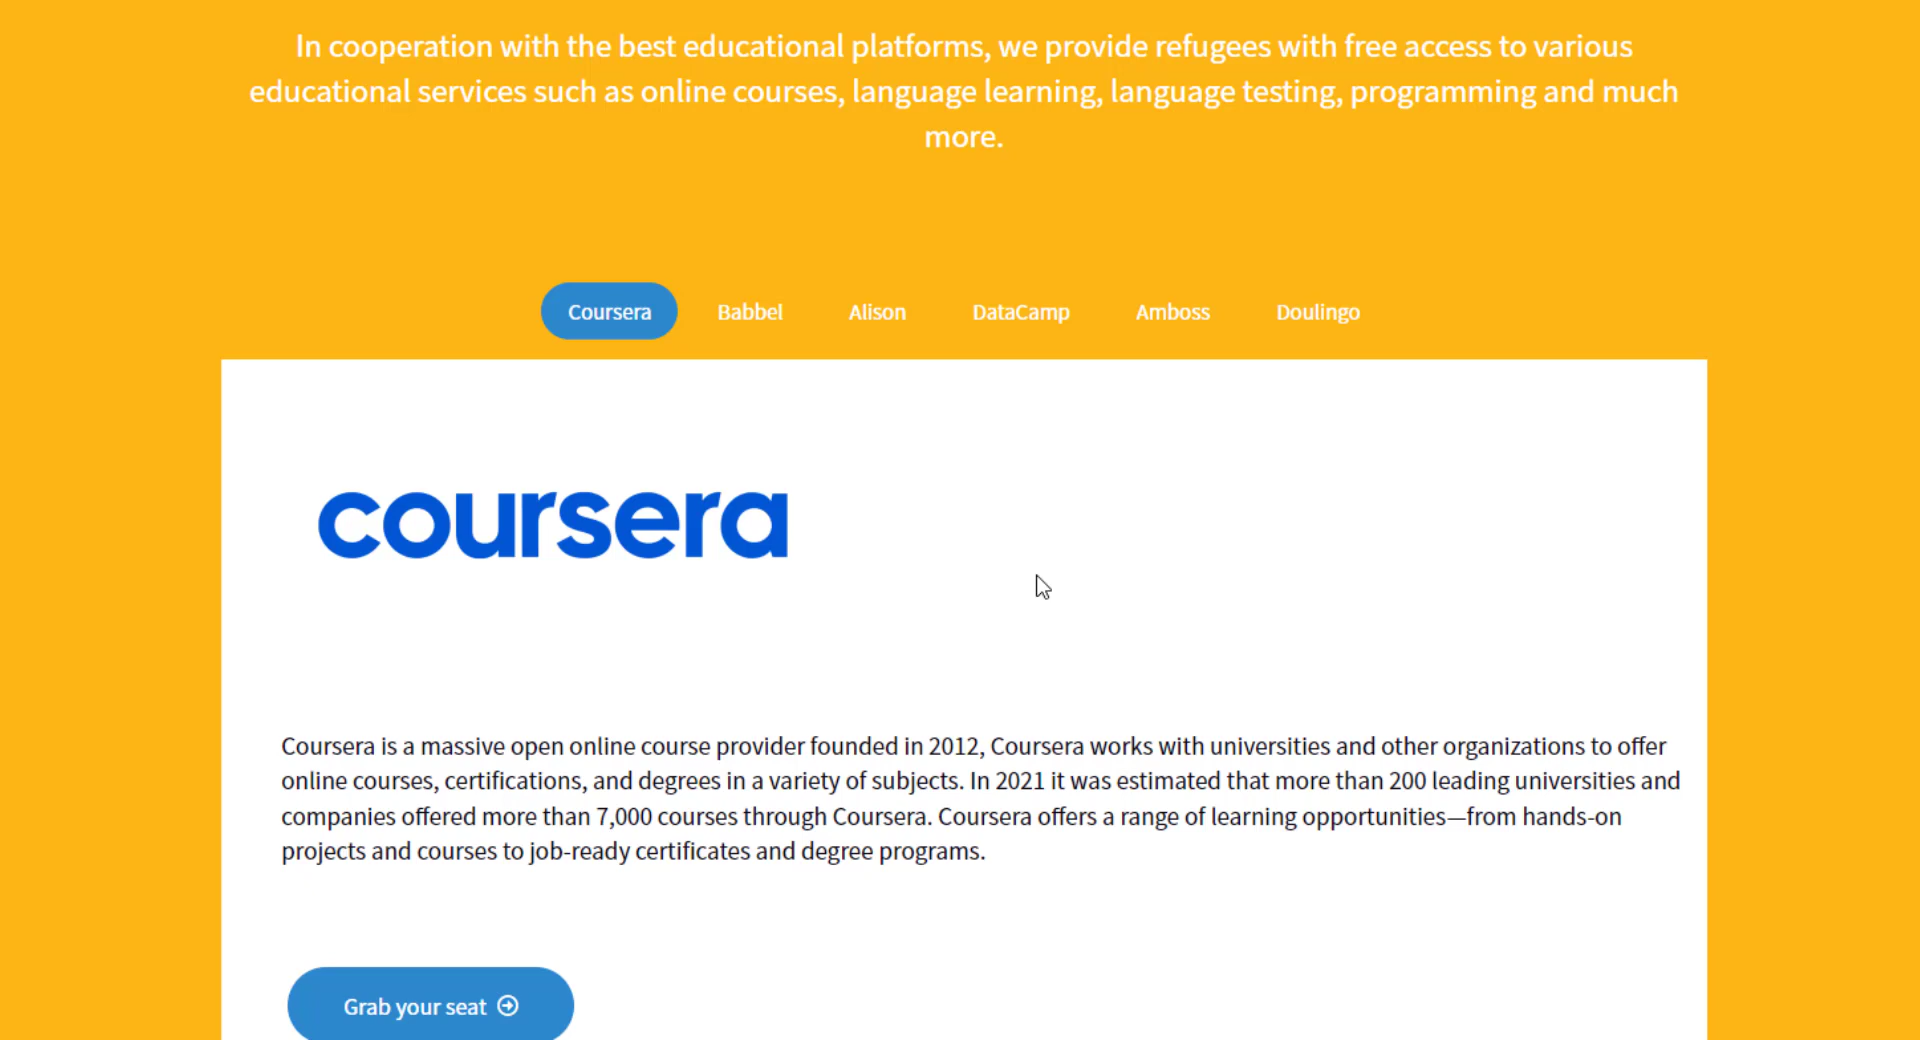 In cooperation with the best educational platforms, we provide refugees with free access to various
educational services such as online courses, language learning, language testing, programming and much
more.
Coursera Babbel Alison DataCamp Amboss Doulingo
coursera
Coursera is a massive open online course provider founded in 2012, Coursera works with universities and other organizations to offer
online courses, certifications, and degrees in a variety of subjects. In 2021 it was estimated that more than 200 leading universities and
companies offered more than 7,000 courses through Coursera. Coursera offers a range of learning opportunities—from hands-on
projects and courses to job-ready certificates and degree programs.
Grab your seat